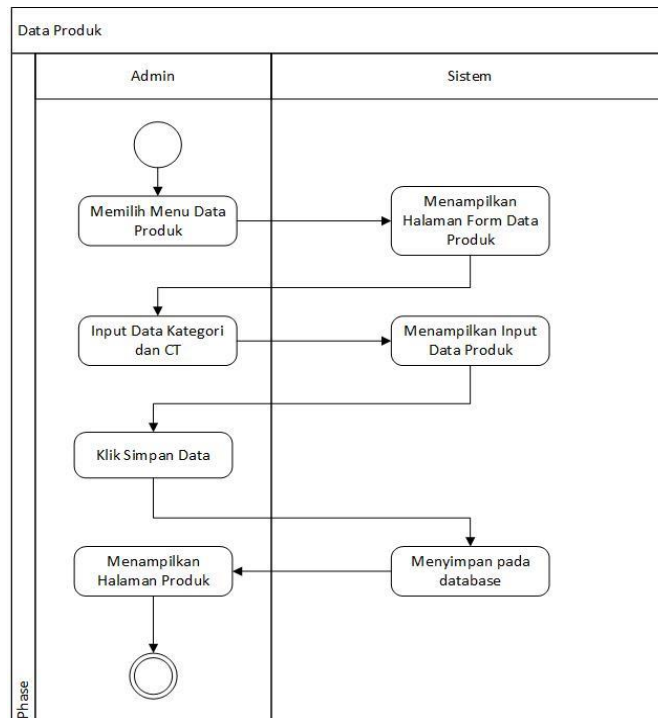 Data Produk
Admin
Sistem
Memilih Menu Data
Produk
Menampilkan
Halaman Form Data
Produk
Input Data Kategori
dan CT
Menampilkan Input
Data Produk
Klik Simpan Data
Menyimpan pada
database
Menampilkan
Halaman Produk
Phase